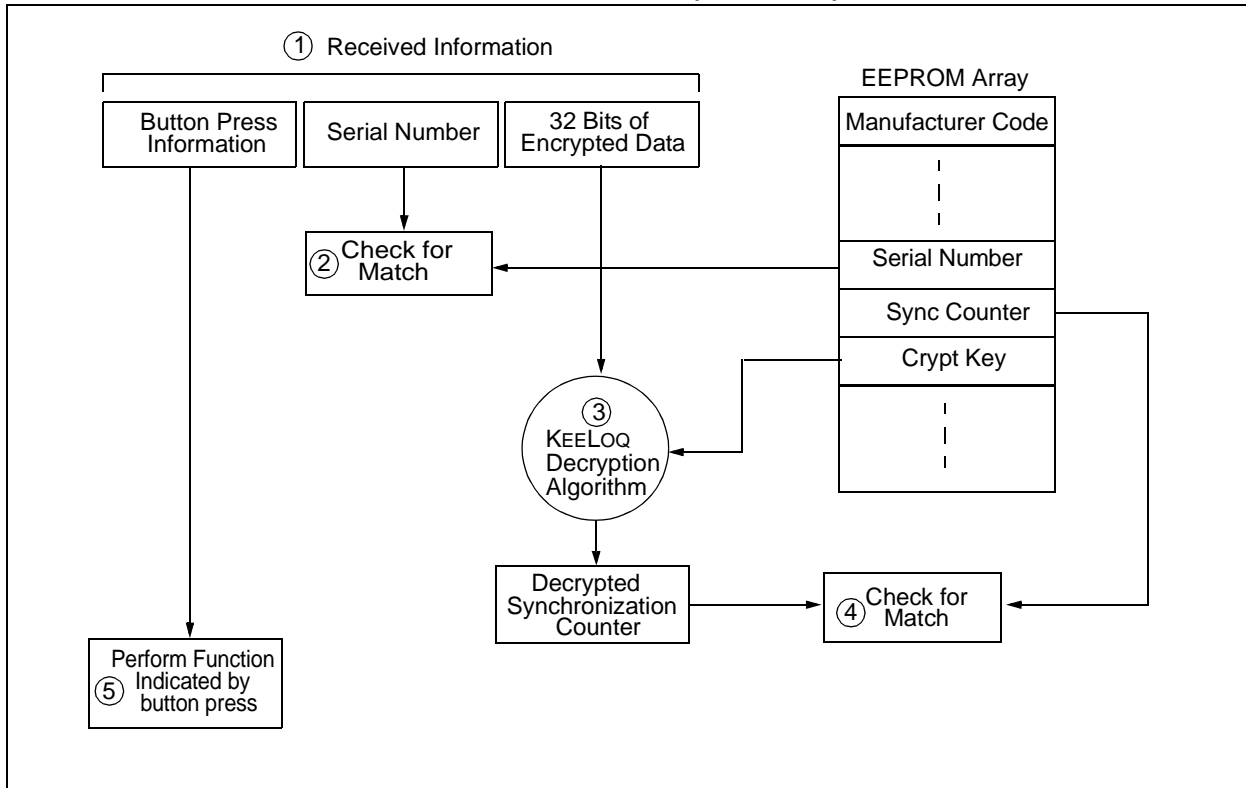 ① Received Information
EEPROM Array
Button Press
Information
Serial Number
32 Bits of
Encrypted Data
Manufacturer Code
② Check for
Match
Serial Number
Sync Counter
Crypt Key
③
KEELOQ
Decryption
Algorithm
Decrypted
Synchronization
Counter
④ Check for
Match
Perform Function
⑤ Indicated by
button press